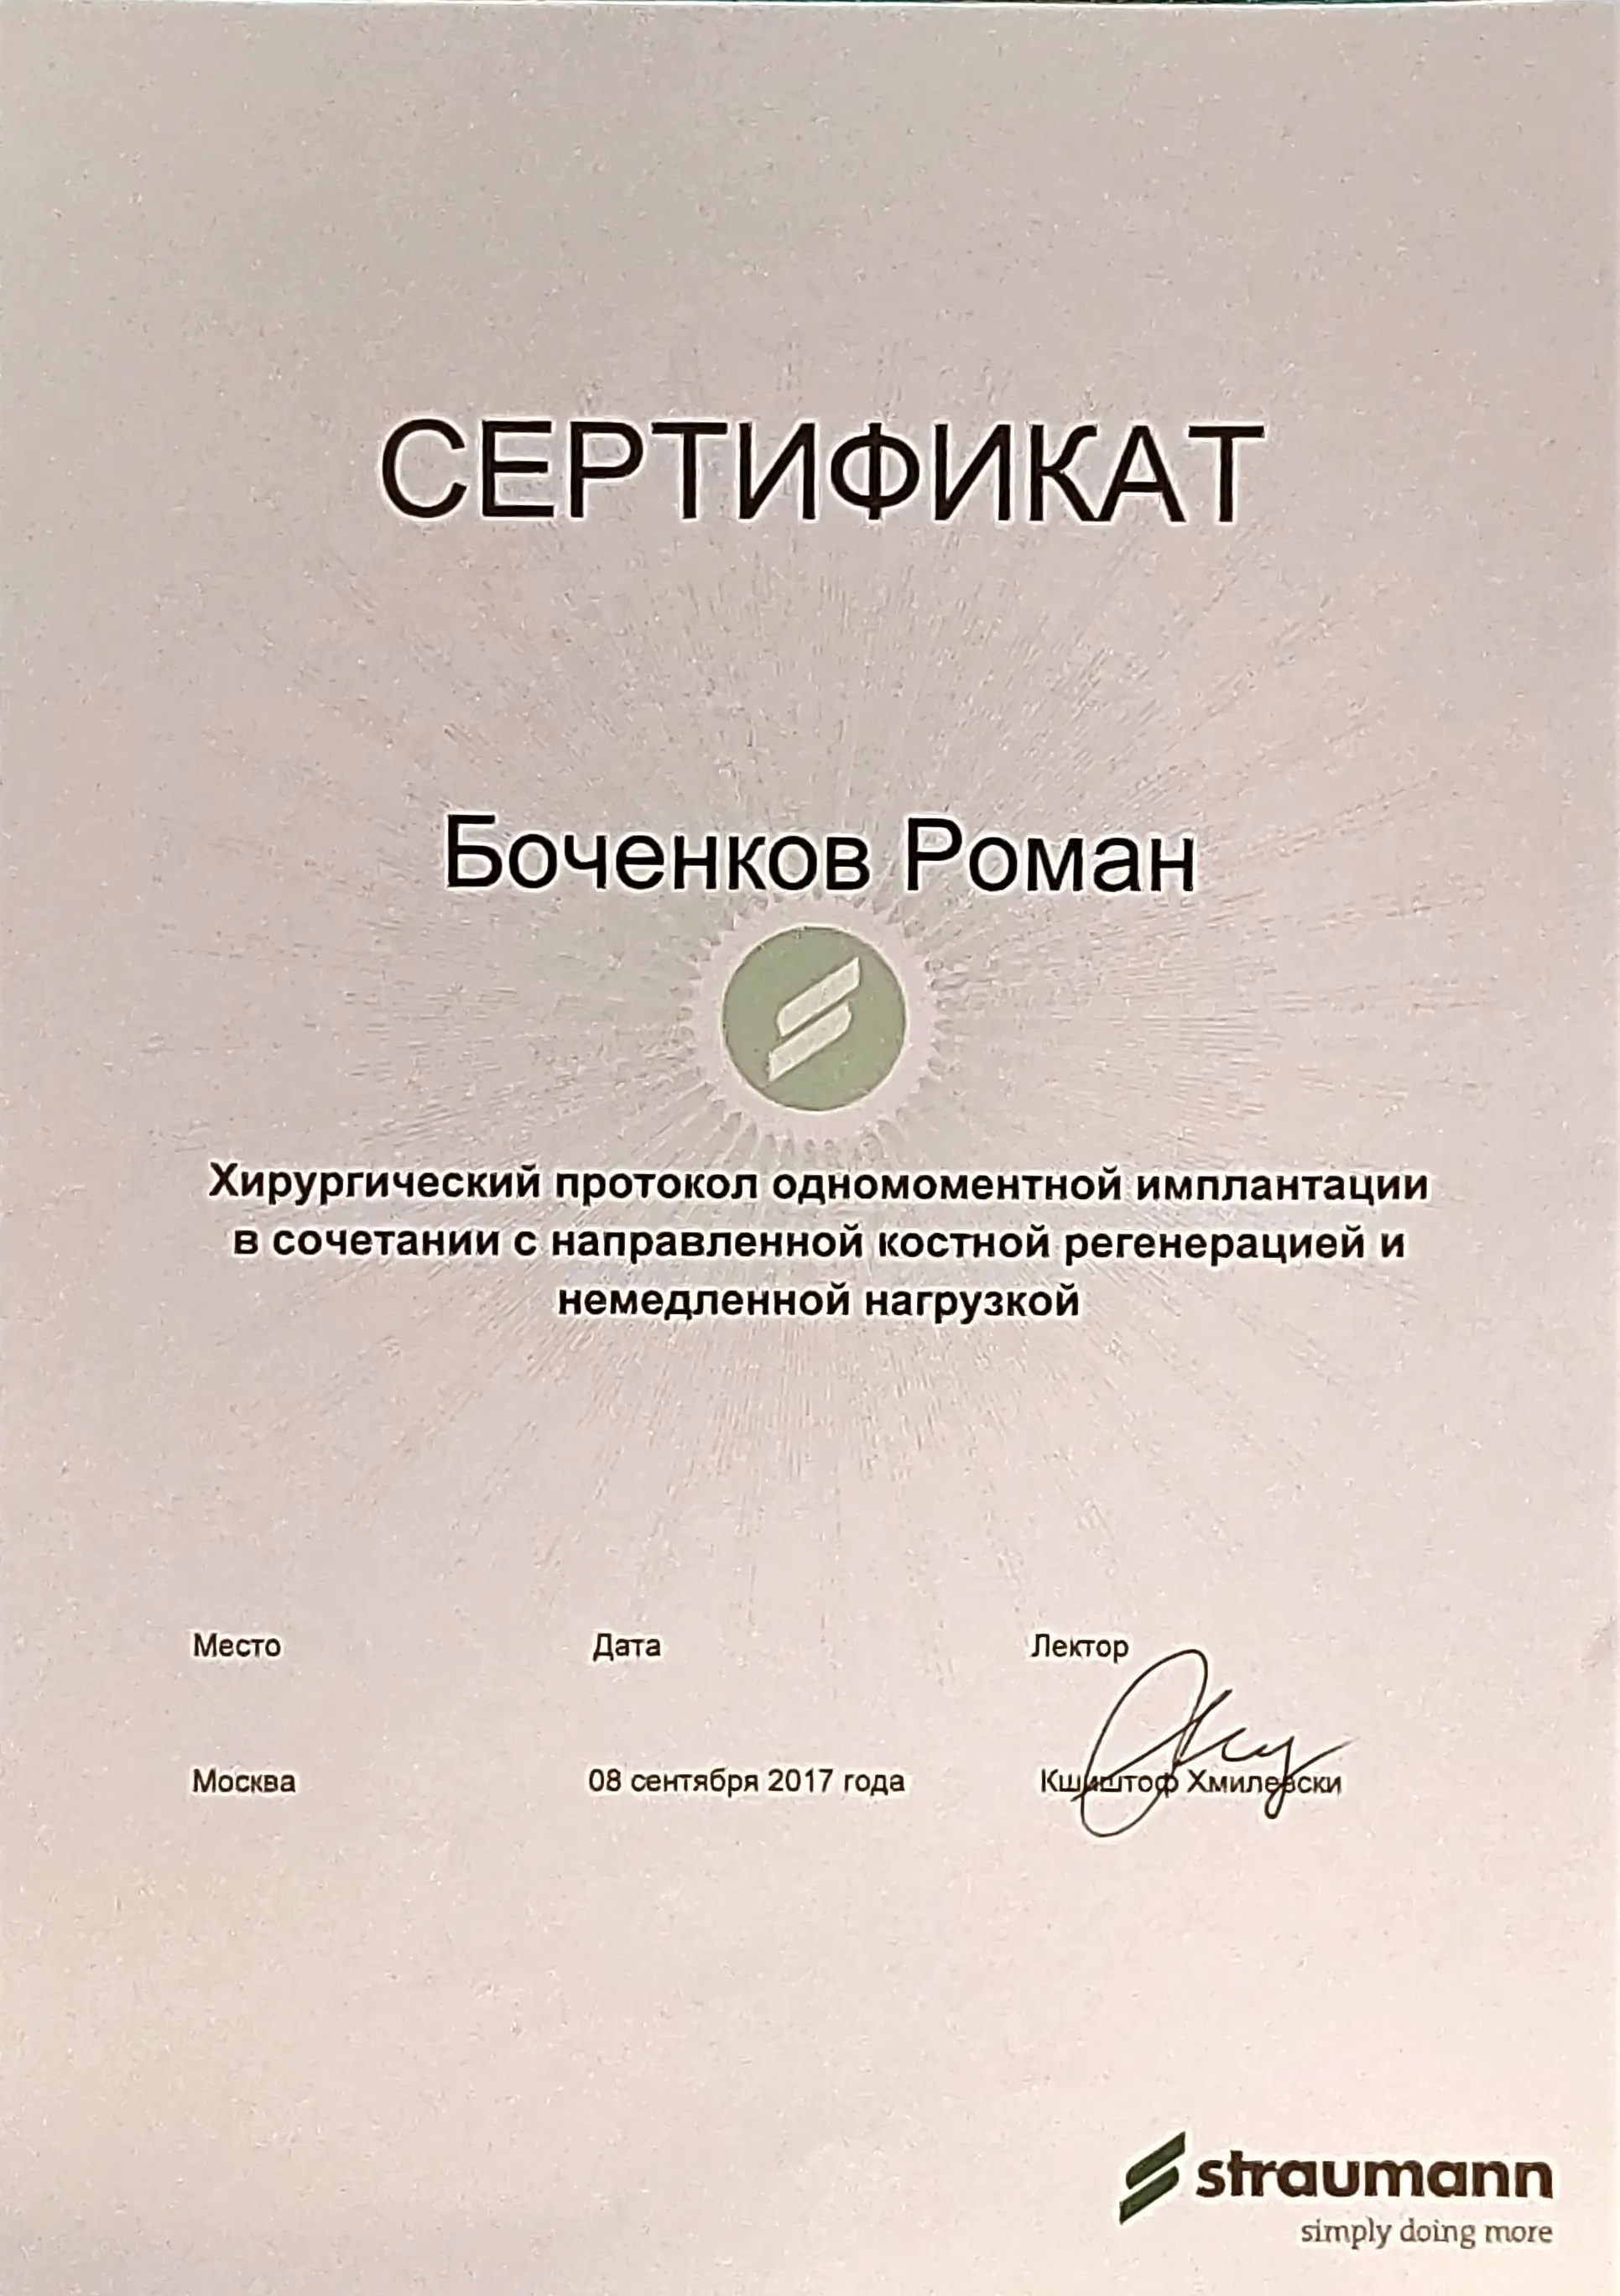 СЕРТИФИКАТ
Боченков Роман
Хирургический протокол одномоментной имплантации
в сочетании с направленной костной регенерацией и
немедленной нагрузкой
Место Дата Лектор
Москва 08 сентября 2017 года Кшиштоф Хмилевски
straumann
simply doing more